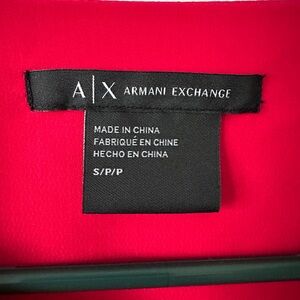 A|X ARMANI EXCHANGE
MADE IN CHINA
FABRIQUÉ EN CHINE
HECHO EN CHINA
S/P/P